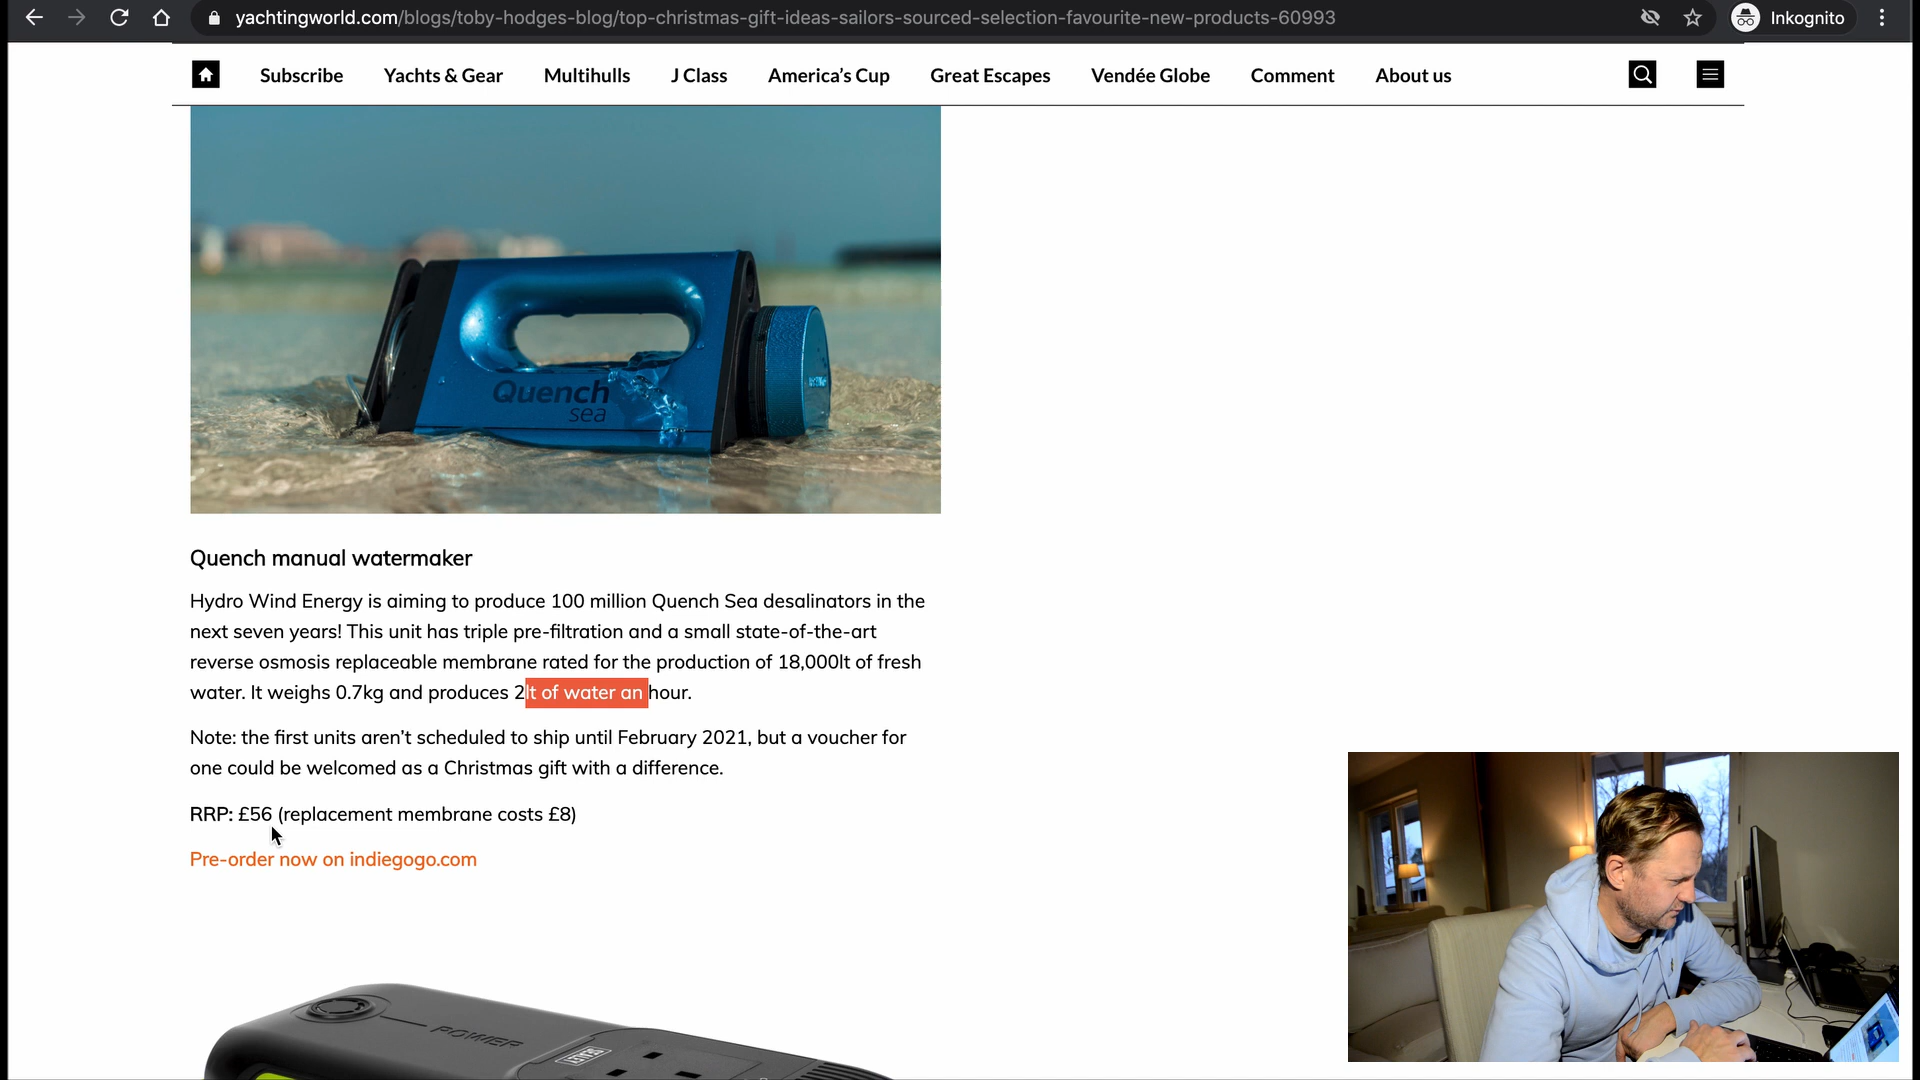 yachtingworld.com/blogs/toby-hodges-blog/top-christmas-gift-ideas-sailors-sourced-selection-favourite-new-products-60993
Inkognito
Subscribe Yachts & Gear Multihulls J Class America’s Cup Great Escapes Vendée Globe Comment About us
Quench
sea
Quench manual watermaker
Hydro Wind Energy is aiming to produce 100 million Quench Sea desalinators in the
next seven years! This unit has triple pre-filtration and a small state-of-the-art
reverse osmosis replaceable membrane rated for the production of 18,000lt of fresh
water. It weighs 0.7kg and produces 2lt of water an hour.
Note: the first units aren’t scheduled to ship until February 2021, but a voucher for
one could be welcomed as a Christmas gift with a difference.
RRP: £56 (replacement membrane costs £8)
Pre-order now on indiegogo.com
POWER